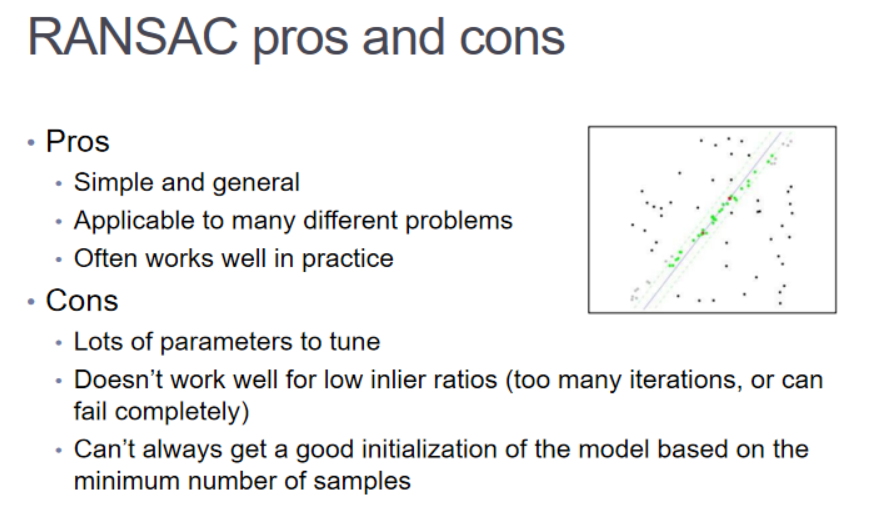 RANSAC pros and cons
• Pros
• Simple and general
• Applicable to many different problems
• Often works well in practice
• Cons
• Lots of parameters to tune
• Doesn’t work well for low inlier ratios (too many iterations, or can
fail completely)
• Can’t always get a good initialization of the model based on the
minimum number of samples